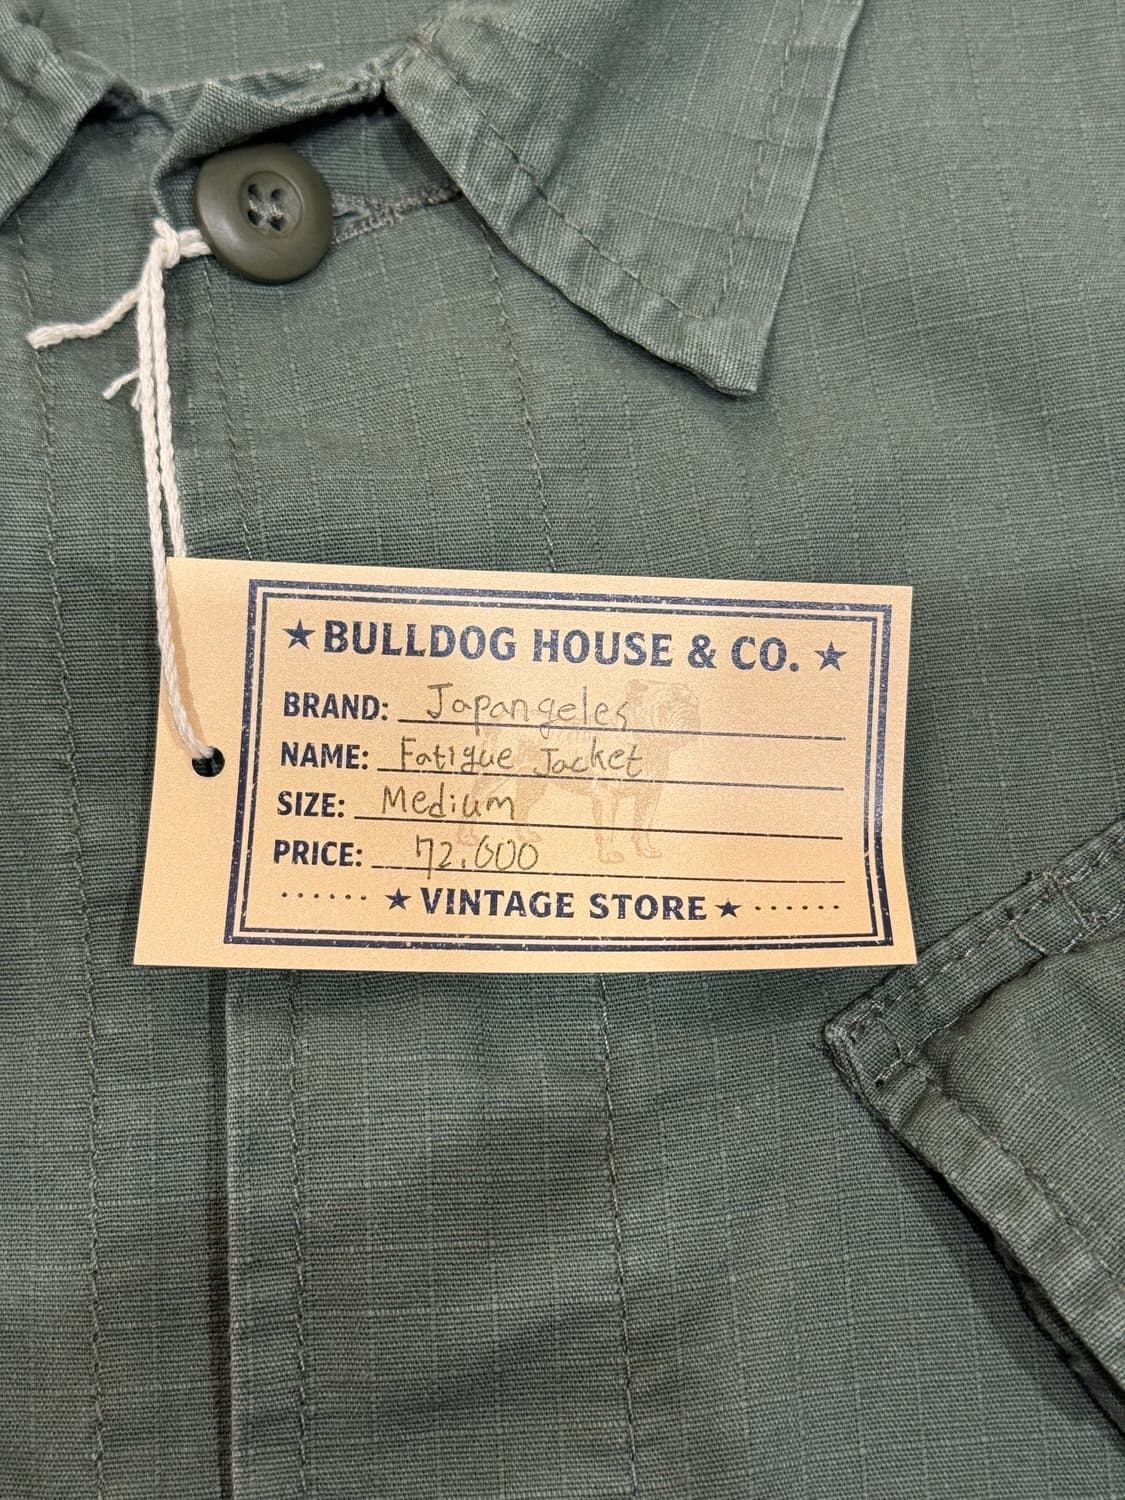 ★BULLDOG HOUSE & CO. ★
BRAND: Japangeles
NAME: Fatigue Jacket
SIZE: Medium
PRICE: 72.000
······ ★ VINTAGE STORE ★ ······